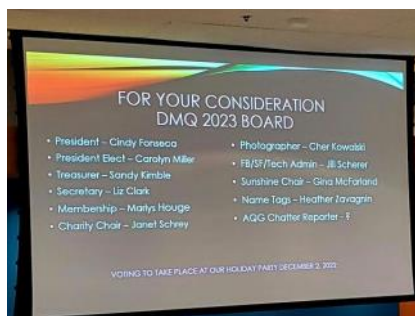 FOR YOUR CONSIDERATION
DMQ 2023 BOARD
• President – Cindy Fonseca
• President Elect – Carolyn Miller
• Treasurer – Sandy Kimble
• Secretary – Liz Clark
• Membership – Marlys Houge
• Charity Chair – Janet Schrey
• Photographer – Cher Kowalski
• FB/SF/Tech Admin – Jill Scherer
• Sunshine Chair – Gina McFarland
• Name Tags – Heather Zavagnin
• AQG Chatter Reporter -
VOTING TO TAKE PLACE AT OUR HOLIDAY PARTY DECEMBER 2, 2022